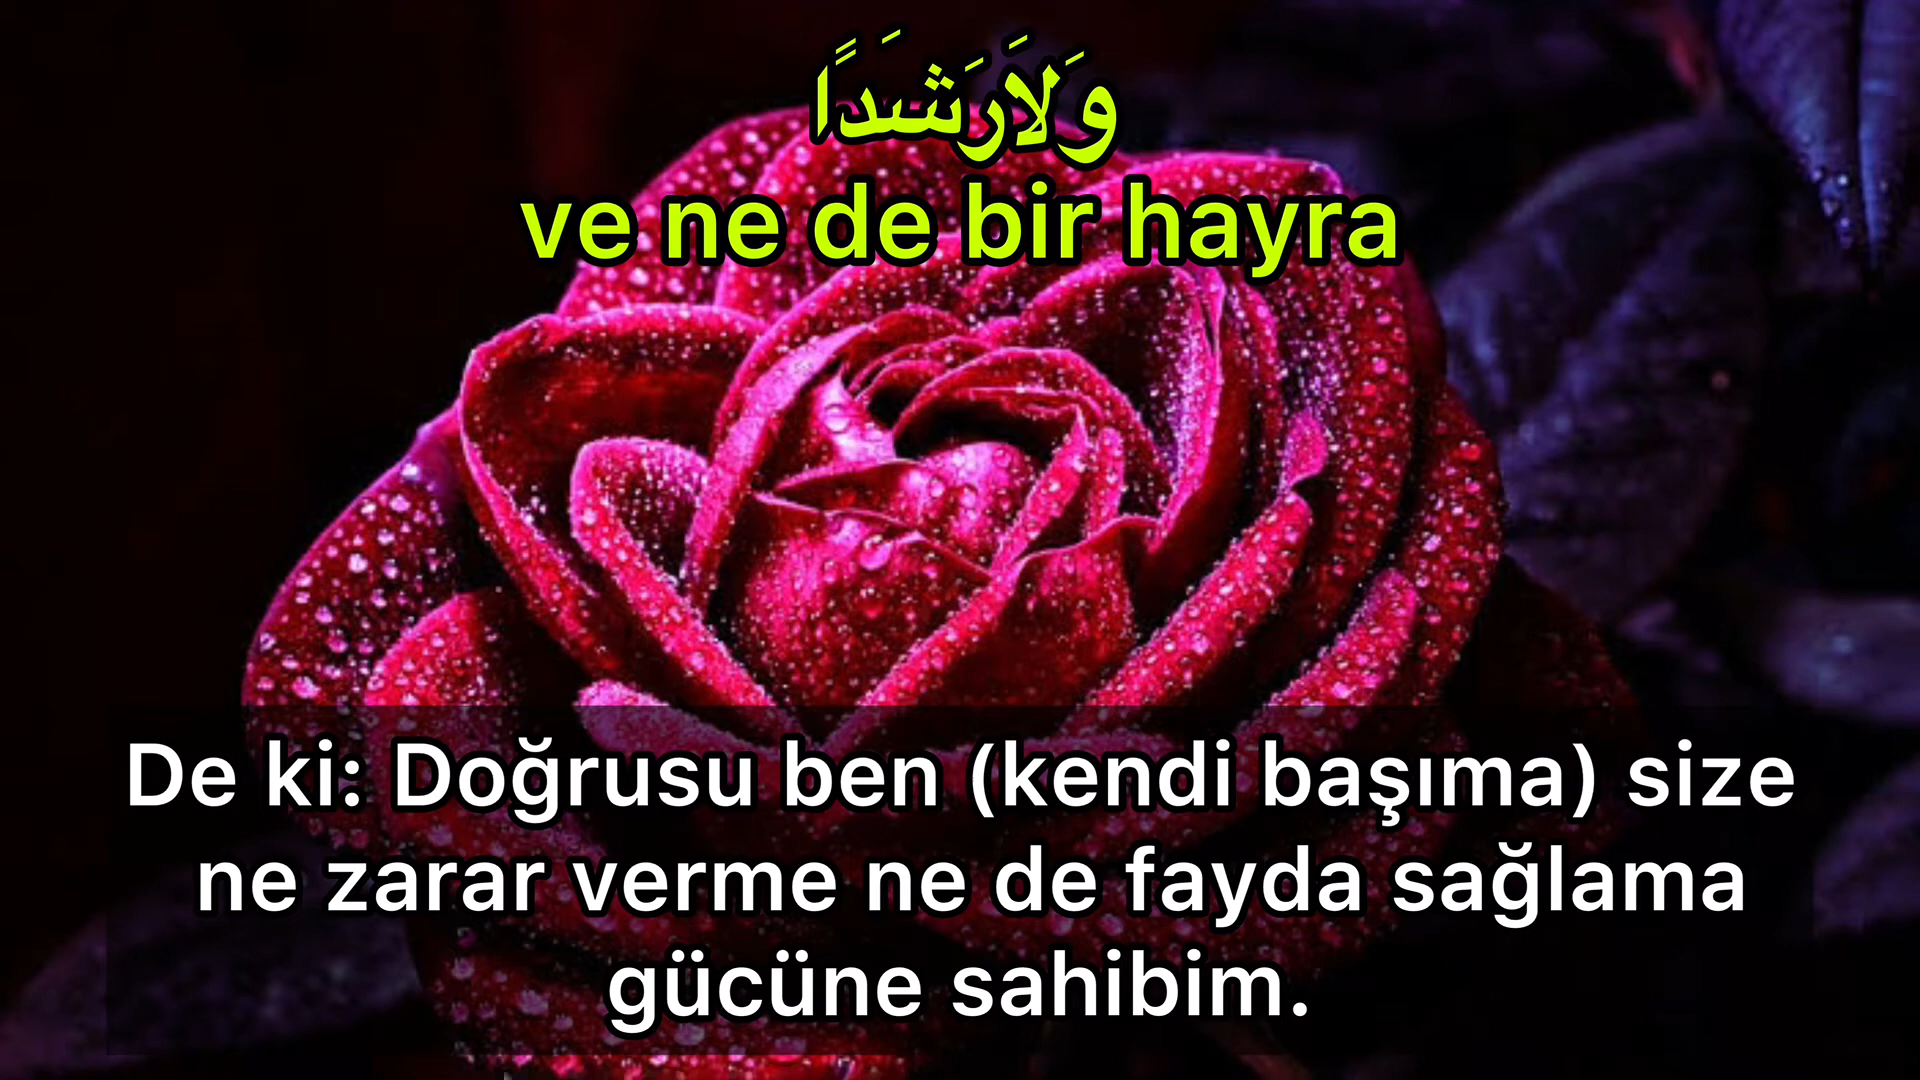 وَلاَرَشَدًا
ve ne de bir hayra
De ki: Doğrusu ben (kendi başıma) size
ne zarar verme ne de fayda sağlama
gücüne sahibim.